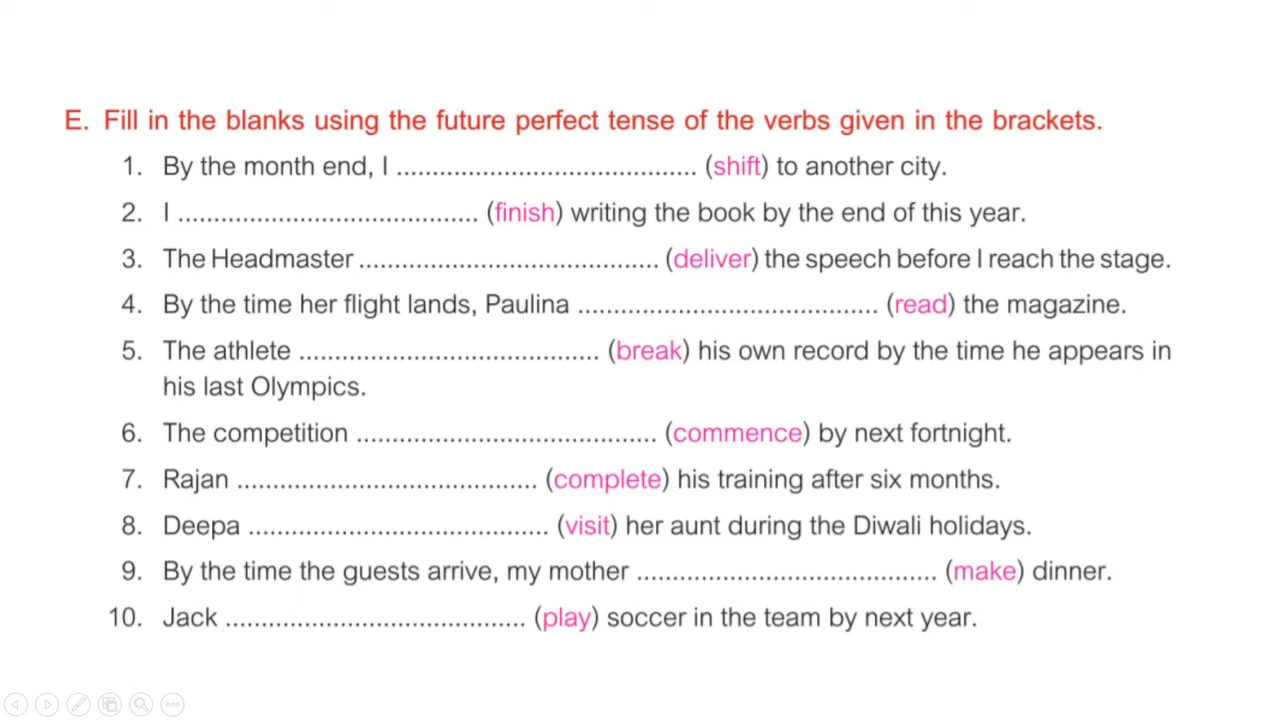 E. Fill in the blanks using the future perfect tense of the verbs given in the brackets.
1. By the month end, I .......................................... (shift) to another city.
2. I .......................................... (finish) writing the book by the end of this year.
3. The Headmaster .......................................... (deliver) the speech before I reach the stage.
4. By the time her flight lands, Paulina .......................................... (read) the magazine.
5. The athlete .......................................... (break) his own record by the time he appears in
his last Olympics.
6. The competition .......................................... (commence) by next fortnight.
7. Rajan .......................................... (complete) his training after six months.
8. Deepa .......................................... (visit) her aunt during the Diwali holidays.
9. By the time the guests arrive, my mother .......................................... (make) dinner.
10. Jack .......................................... (play) soccer in the team by next year.